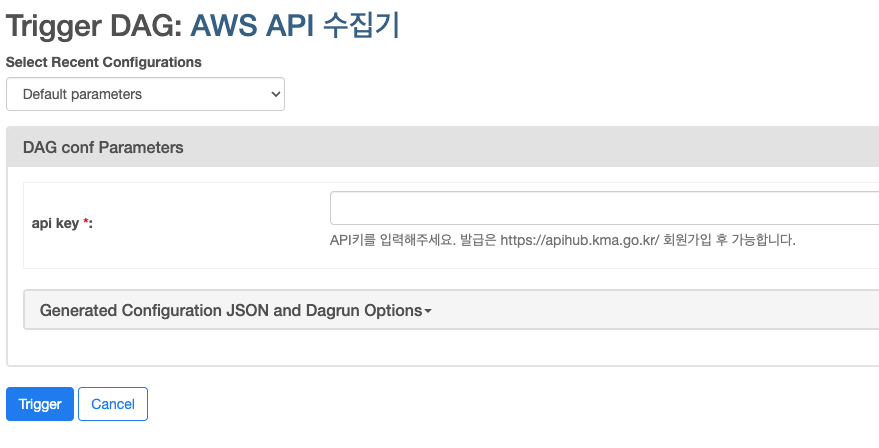 Trigger DAG: AWS API 수집기
Select Recent Configurations
Default parameters
DAG conf Parameters
api key *:
API키를 입력해주세요. 발급은 https://apihub.kma.go.kr/ 회원가입 후 가능합니다.
Generated Configuration JSON and Dagrun Options
Trigger Cancel